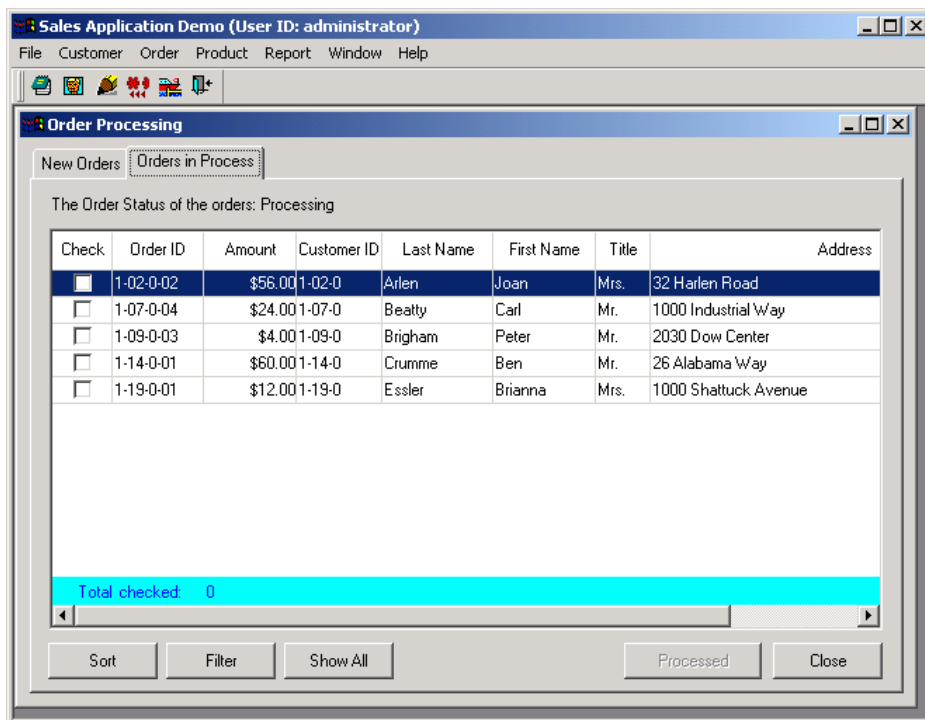 Sales Application Demo (User ID: administrator)
File Customer Order Product Report Window Help
Order Processing
New Orders Orders in Process
The Order Status of the orders: Processing
Check Order ID Amount Customer ID Last Name First Name Title Address
1-02-0-02 $56.00 1-02-0 Arlen Joan Mrs. 32 Harlen Road
1-07-0-04 $24.00 1-07-0 Beatty Carl Mr. 1000 Industrial Way
1-09-0-03 $4.00 1-09-0 Brigham Peter Mr. 2030 Dow Center
1-14-0-01 $60.00 1-14-0 Crumme Ben Mr. 26 Alabama Way
1-19-0-01 $12.00 1-19-0 Essler Brianna Mrs. 1000 Shattuck Avenue
Total checked: 0
Sort Filter Show All Processed Close